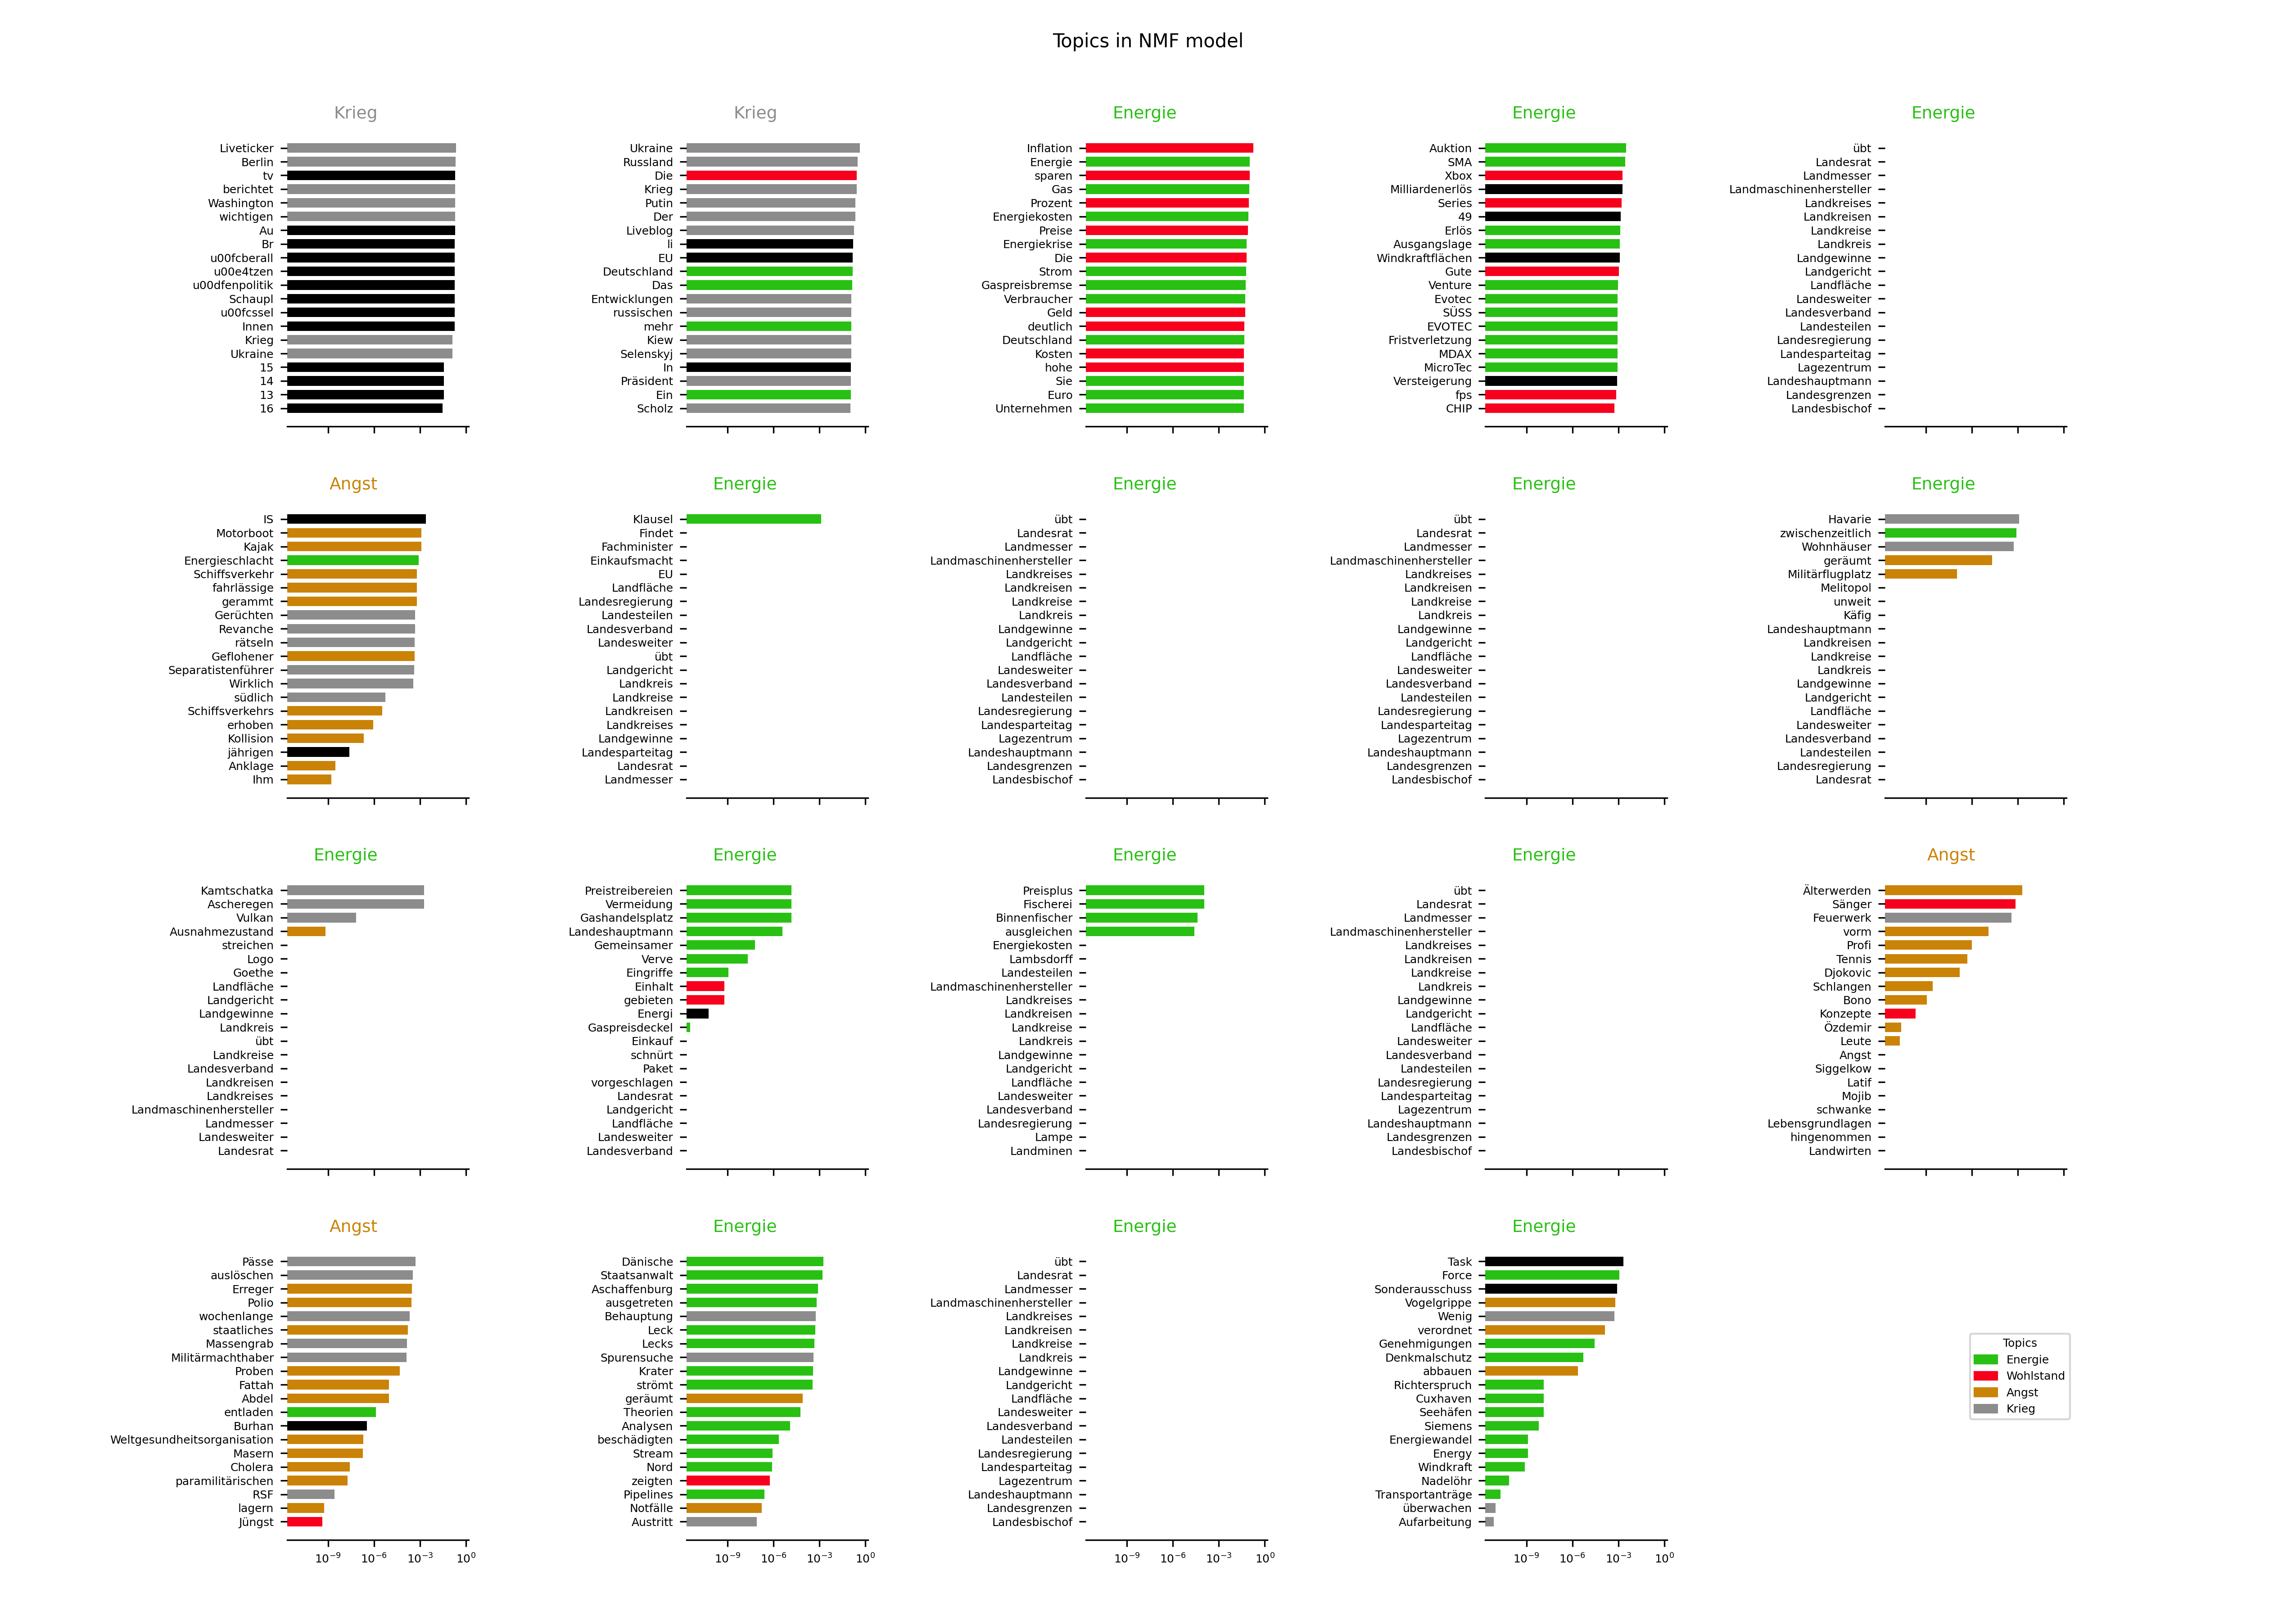 Topics in NMF model
Krieg
Liveticker
Berlin
tv
berichtet
Washington
wichtigen
Au
Br
u00fcberall
u00e4tzen
u00dfenpolitik
Schaupl
u00fcssel
Innen
Krieg
Ukraine
15
14
13
16
Krieg
Ukraine
Russland
Die
Krieg
Putin
Der
Liveblog
li
EU
Deutschland
Das
Entwicklungen
russischen
mehr
Kiew
Selenskyj
In
Präsident
Ein
Scholz
Energie
Inflation
Energie
sparen
Gas
Prozent
Energiekosten
Preise
Energiekrise
Die
Strom
Gaspreisbremse
Verbraucher
Geld
deutlich
Deutschland
Kosten
hohe
Sie
Euro
Unternehmen
Energie
Auktion
SMA
Xbox
Milliardenerlös
Series
49
Erlös
Ausgangslage
Windkraftflächen
Gute
Venture
Evotec
SÜSS
EVOTEC
Fristverletzung
MDAX
MicroTec
Versteigerung
fps
CHIP
Energie
übt
Landesrat
Landmesser
Landmaschinenhersteller
Landkreises
Landkreisen
Landkreise
Landkreis
Landgewinne
Landgericht
Landfläche
Landesweiter
Landesverband
Landesteilen
Landesregierung
Landesparteitag
Lagezentrum
Landeshauptmann
Landesgrenzen
Landesbischof
Angst
IS
Motorboot
Kajak
Energieschlacht
Schiffsverkehr
fahrlässige
gerammt
Gerüchten
Revanche
rätseln
Geflohener
Separatistenführer
Wirklich
südlich
Schiffsverkehrs
erhoben
Kollision
jährigen
Anklage
Ihm
Energie
Klausel
Findet
Fachminister
Einkaufsmacht
EU
Landfläche
Landesregierung
Landesteilen
Landesverband
Landesweiter
übt
Landgericht
Landkreis
Landkreise
Landkreisen
Landkreises
Landgewinne
Landesparteitag
Landesrat
Landmesser
Energie
übt
Landesrat
Landmesser
Landmaschinenhersteller
Landkreises
Landkreisen
Landkreise
Landkreis
Landgewinne
Landgericht
Landfläche
Landesweiter
Landesverband
Landesteilen
Landesregierung
Landesparteitag
Lagezentrum
Landeshauptmann
Landesgrenzen
Landesbischof
Energie
übt
Landesrat
Landmesser
Landmaschinenhersteller
Landkreises
Landkreisen
Landkreise
Landkreis
Landgewinne
Landgericht
Landfläche
Landesweiter
Landesverband
Landesteilen
Landesregierung
Landesparteitag
Lagezentrum
Landeshauptmann
Landesgrenzen
Landesbischof
Energie
Havarie
zwischenzeitlich
Wohnhäuser
geräumt
Militärflugplatz
Melitopol
unweit
Käfig
Landeshauptmann
Landkreisen
Landkreise
Landkreis
Landgewinne
Landgericht
Landfläche
Landesweiter
Landesverband
Landesteilen
Landesregierung
Landesrat
Energie
Kamtschatka
Ascheregen
Vulkan
Ausnahmezustand
streichen
Logo
Goethe
Landfläche
Landgericht
Landgewinne
Landkreis
übt
Landkreise
Landesverband
Landkreisen
Landkreises
Landmaschinenhersteller
Landmesser
Landesweiter
Landesrat
Energie
Preistreibereien
Vermeidung
Gashandelsplatz
Landeshauptmann
Gemeinsamer
Verve
Eingriffe
Einhalt
gebieten
Energi
Gaspreisdeckel
Einkauf
schnürt
Paket
vorgeschlagen
Landesrat
Landgericht
Landfläche
Landesweiter
Landesverband
Energie
Preisplus
Fischerei
Binnenfischer
ausgleichen
Energiekosten
Lambsdorff
Landesteilen
Landmaschinenhersteller
Landkreises
Landkreisen
Landkreise
Landkreis
Landgewinne
Landgericht
Landfläche
Landesweiter
Landesverband
Landesregierung
Lampe
Landminen
Energie
übt
Landesrat
Landmesser
Landmaschinenhersteller
Landkreises
Landkreisen
Landkreise
Landkreis
Landgewinne
Landgericht
Landfläche
Landesweiter
Landesverband
Landesteilen
Landesregierung
Landesparteitag
Lagezentrum
Landeshauptmann
Landesgrenzen
Landesbischof
Angst
Älterwerden
Sänger
Feuerwerk
vorm
Profi
Tennis
Djokovic
Schlangen
Bono
Konzepte
Özdemir
Leute
Angst
Siggelkow
Latif
Mojib
schwanke
Lebensgrundlagen
hingenommen
Landwirten
Angst
Pässe
auslöschen
Erreger
Polio
wochenlange
staatliches
Massengrab
Militärmachthaber
Proben
Fattah
Abdel
entladen
Burhan
Weltgesundheitsorganisation
Masern
Cholera
paramilitärischen
RSF
lagern
Jüngst
10⁻⁹ 10⁻⁶ 10⁻³ 10⁰
Energie
Dänische
Staatsanwalt
Aschaffenburg
ausgetreten
Behauptung
Leck
Lecks
Spurensuche
Krater
strömt
geräumt
Theorien
Analysen
beschädigten
Stream
Nord
zeigten
Pipelines
Notfälle
Austritt
10⁻⁹ 10⁻⁶ 10⁻³ 10⁰
Energie
übt
Landesrat
Landmesser
Landmaschinenhersteller
Landkreises
Landkreisen
Landkreise
Landkreis
Landgewinne
Landgericht
Landfläche
Landesweiter
Landesverband
Landesteilen
Landesregierung
Landesparteitag
Lagezentrum
Landeshauptmann
Landesgrenzen
Landesbischof
10⁻⁹ 10⁻⁶ 10⁻³ 10⁰
Energie
Task
Force
Sonderausschuss
Vogelgrippe
Wenig
verordnet
Genehmigungen
Denkmalschutz
abbauen
Richterspruch
Cuxhaven
Seehäfen
Siemens
Energiewandel
Energy
Windkraft
Nadelöhr
Transportanträge
überwachen
Aufarbeitung
10⁻⁹ 10⁻⁶ 10⁻³ 10⁰
Topics
Energie
Wohlstand
Angst
Krieg